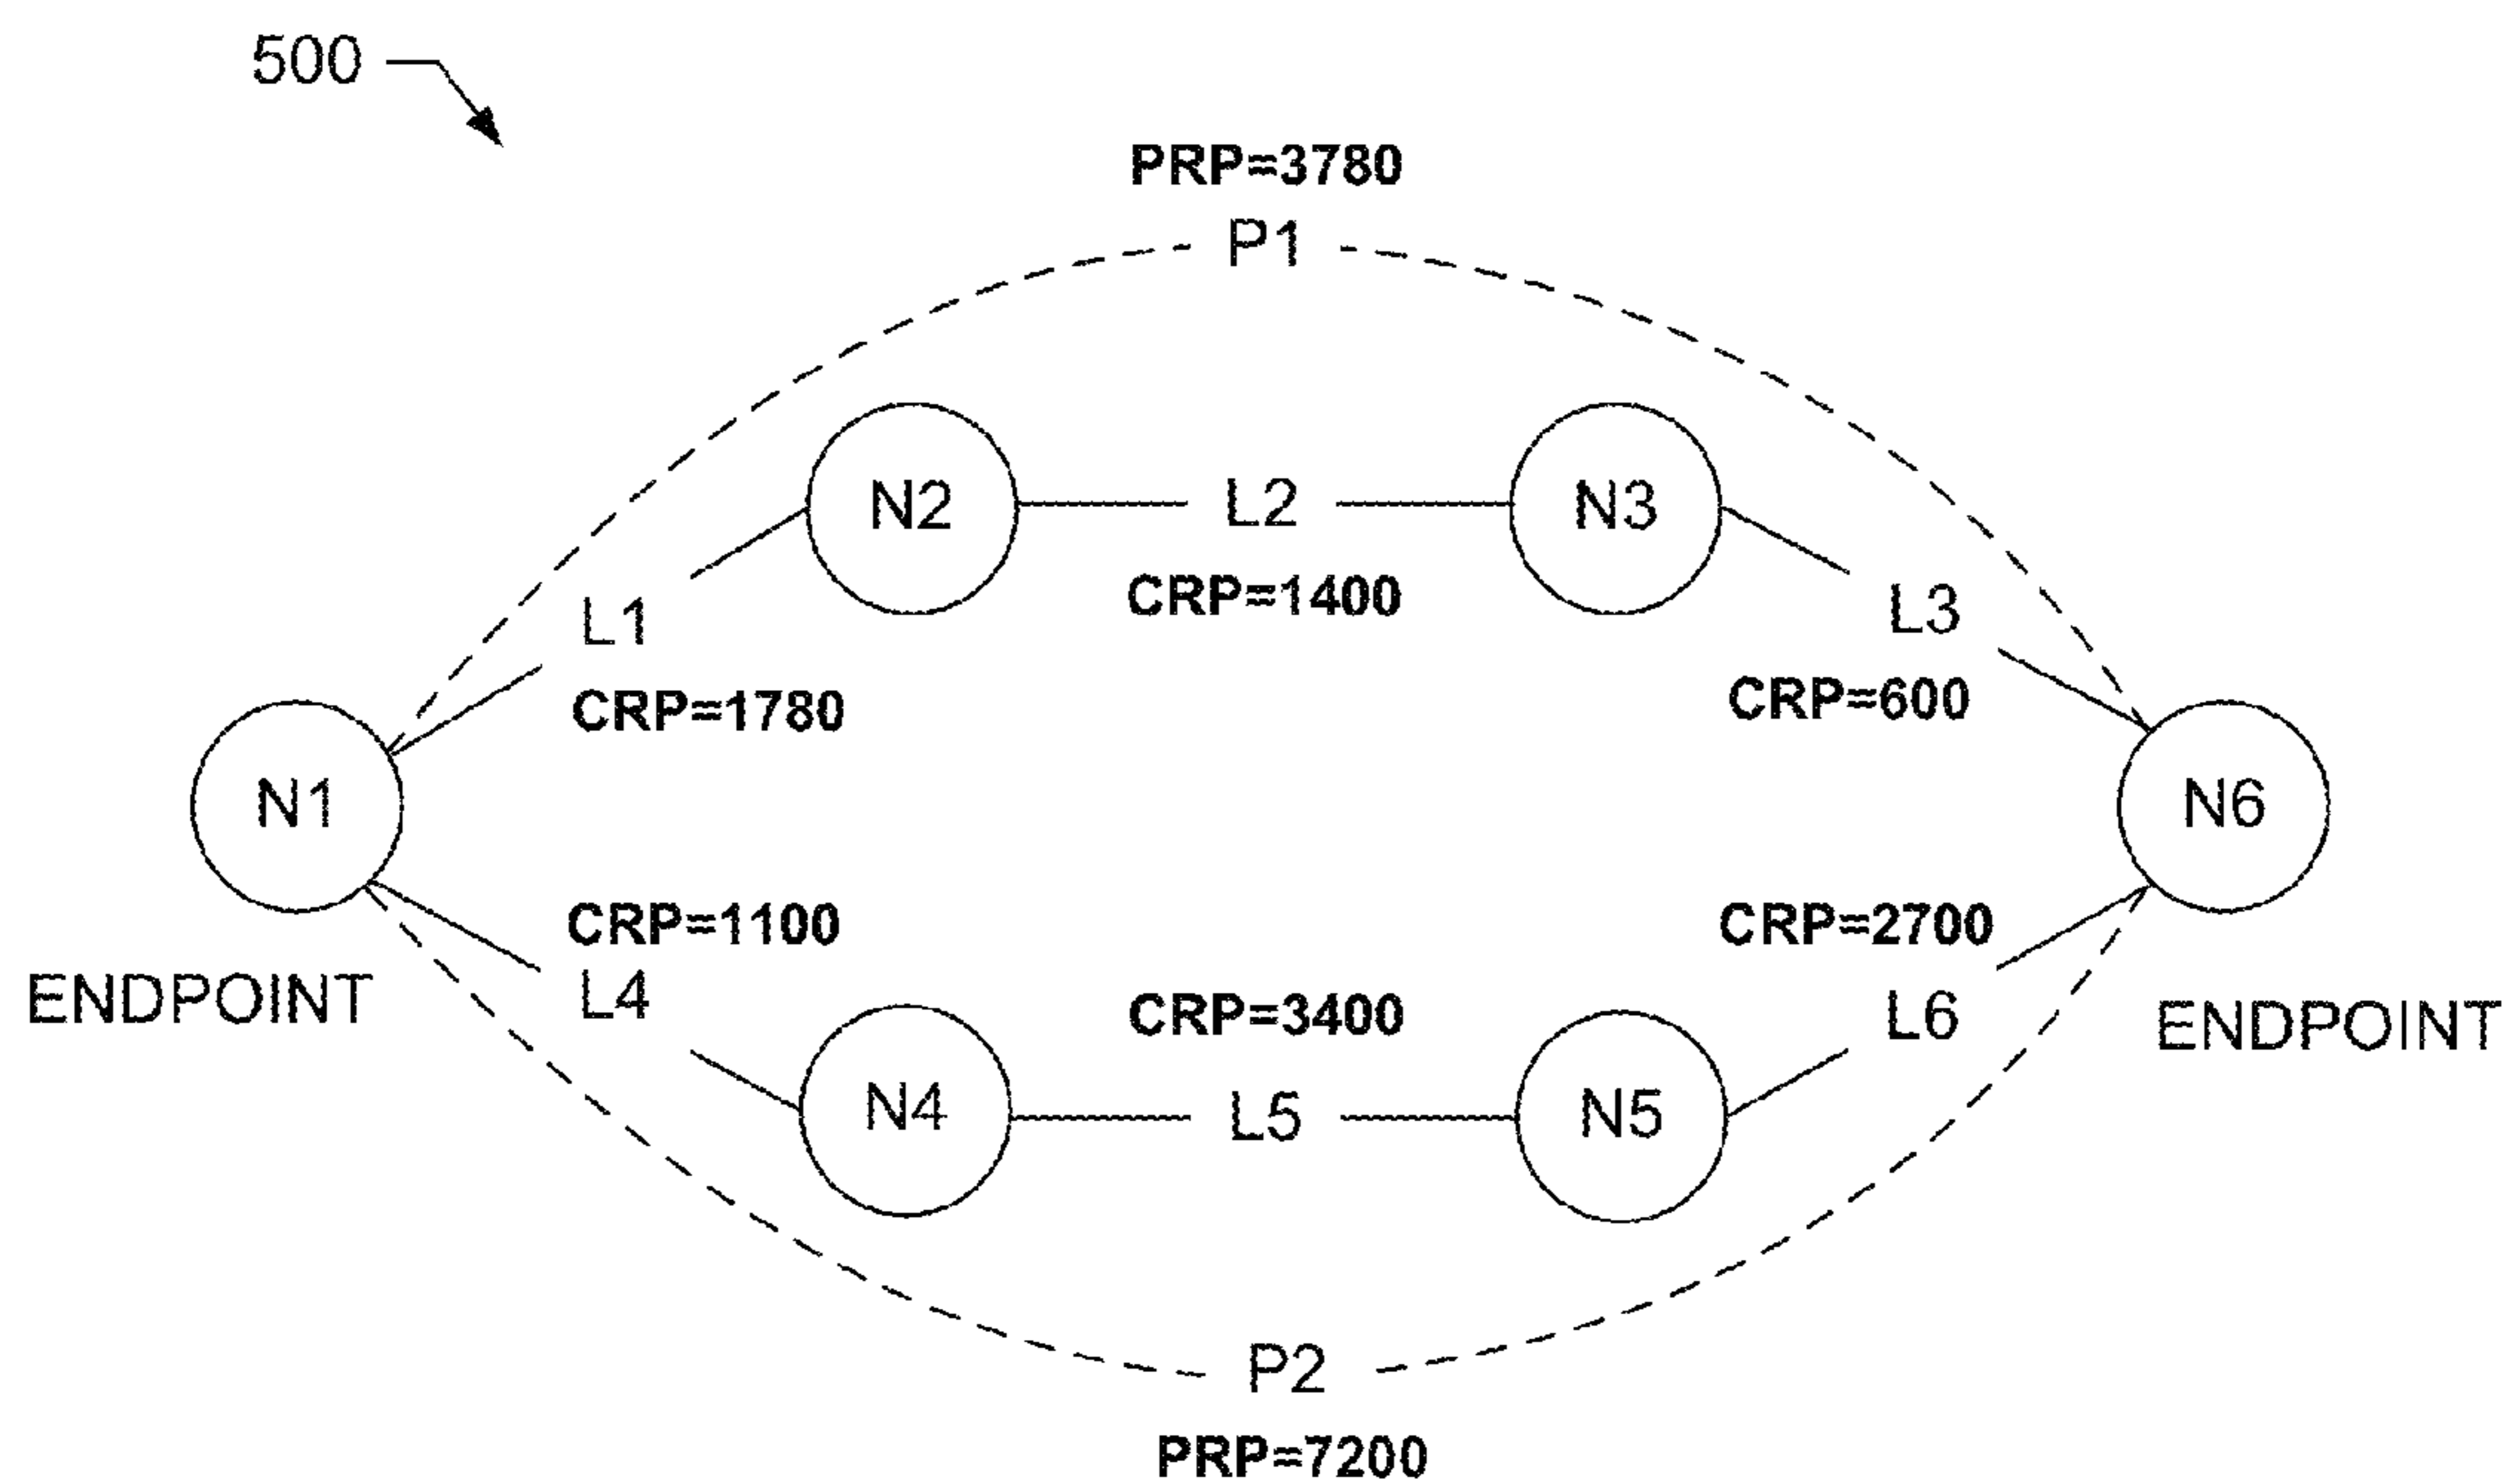 500
PRP=3780
P1
N2
L2
N3
CRP=1400
L1
L3
CRP=1780
CRP=600
N1
N6
CRP=1100
CRP=2700
ENDPOINT
L4
CRP=3400
L6
ENDPOINT
N4
L5
N5
P2
PRP=7200